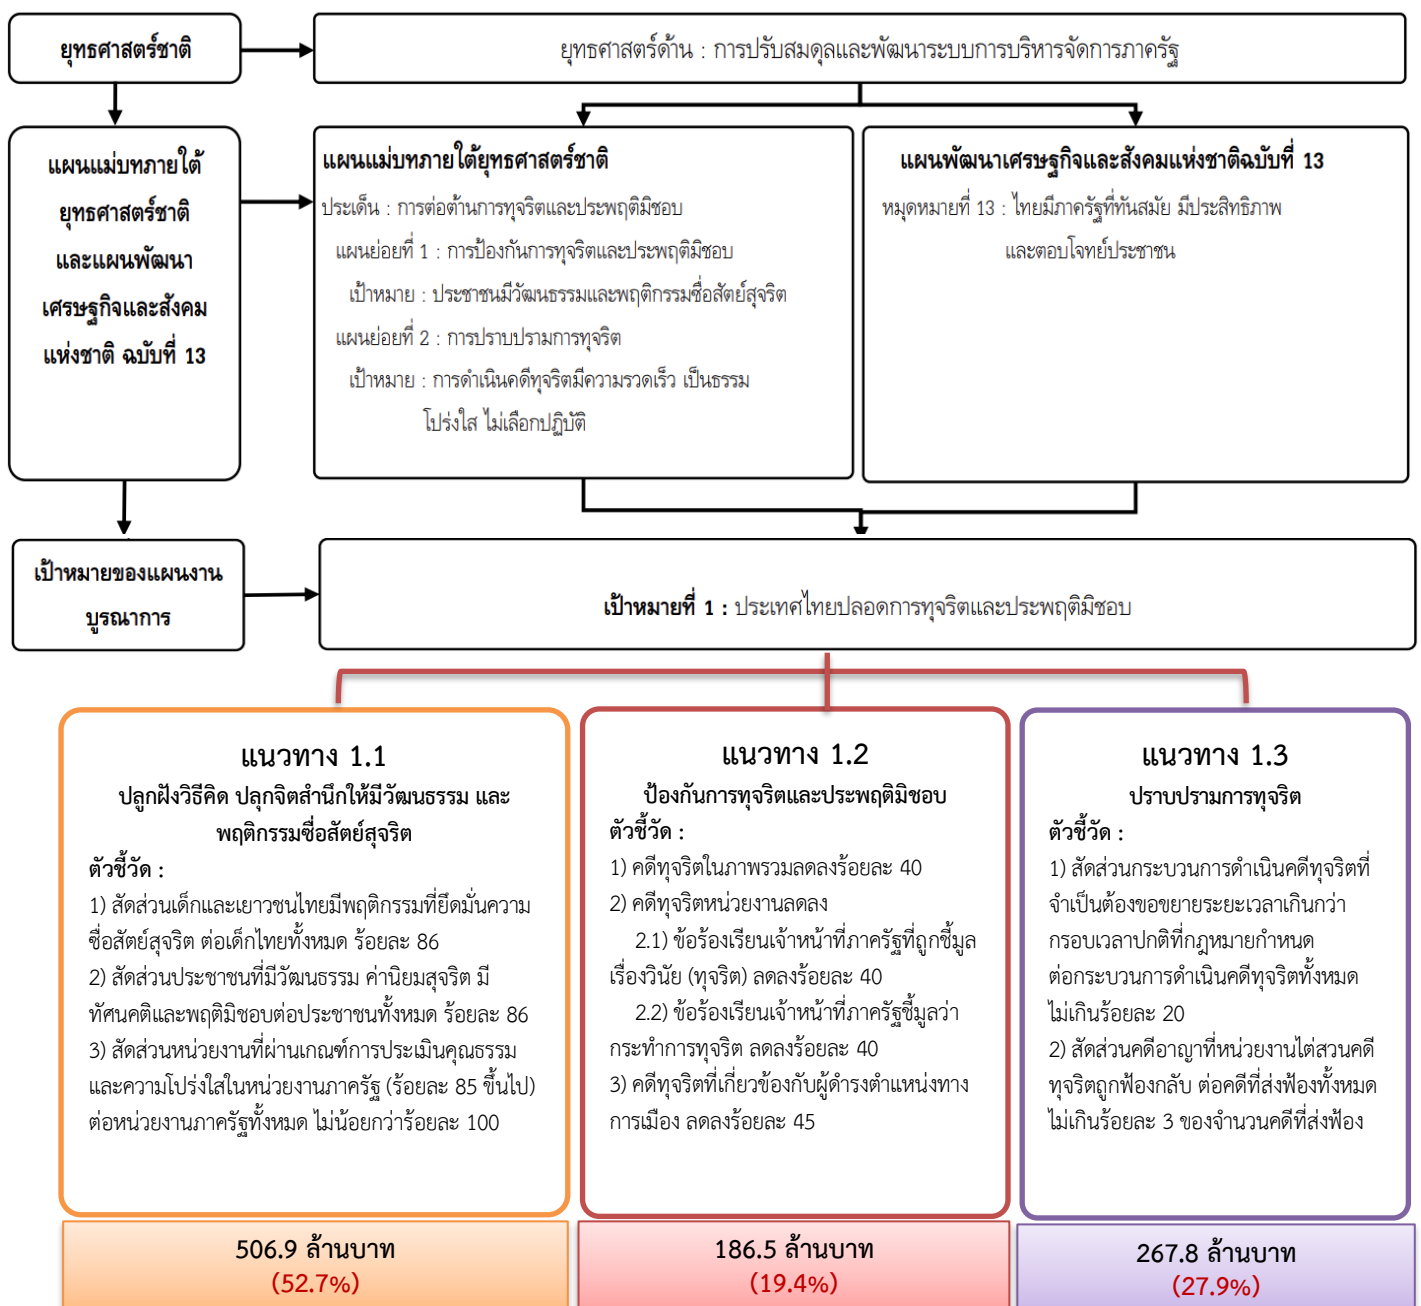 ยุทธศาสตร์ชาติ
ยุทธศาสตร์ด้าน : การปรับสมดุลและพัฒนาระบบการบริหารจัดการภาครัฐ
แผนแม่บทภายใต้
ยุทธศาสตร์ชาติ
และแผนพัฒนา
เศรษฐกิจและสังคม
แห่งชาติ ฉบับที่ 13
แผนแม่บทภายใต้ยุทธศาสตร์ชาติ
ประเด็น : การต่อต้านการทุจริตและประพฤติมิชอบ
แผนย่อยที่ 1 : การป้องกันการทุจริตและประพฤติมิชอบ
เป้าหมาย : ประชาชนมีวัฒนธรรมและพฤติกรรมซื่อสัตย์สุจริต
แผนย่อยที่ 2 : การปราบปรามการทุจริต
เป้าหมาย : การดำเนินคดีทุจริตมีความรวดเร็ว เป็นธรรม
โปร่งใส ไม่เลือกปฏิบัติ
แผนพัฒนาเศรษฐกิจและสังคมแห่งชาติฉบับที่ 13
หมุดหมายที่ 13 : ไทยมีภาครัฐที่ทันสมัย มีประสิทธิภาพ
และตอบโจทย์ประชาชน
เป้าหมายของแผนงาน
บูรณาการ
เป้าหมายที่ 1 : ประเทศไทยปลอดการทุจริตและประพฤติมิชอบ
แนวทาง 1.1
ปลูกฝังวิธีคิด ปลุกจิตสำนึกให้มีวัฒนธรรม และ
พฤติกรรมซื่อสัตย์สุจริต
ตัวชี้วัด :
1) สัดส่วนเด็กและเยาวชนไทยมีพฤติกรรมที่ยึดมั่นความ
ซื่อสัตย์สุจริต ต่อเด็กไทยทั้งหมด ร้อยละ 86
2) สัดส่วนประชาชนที่มีวัฒนธรรม ค่านิยมสุจริต มี
ทัศนคติและพฤติมิชอบต่อประชาชนทั้งหมด ร้อยละ 86
3) สัดส่วนหน่วยงานที่ผ่านเกณฑ์การประเมินคุณธรรม
และความโปร่งใสในหน่วยงานภาครัฐ (ร้อยละ 85 ขึ้นไป)
ต่อหน่วยงานภาครัฐทั้งหมด ไม่น้อยกว่าร้อยละ 100
506.9 ล้านบาท
(52.7%)
แนวทาง 1.2
ป้องกันการทุจริตและประพฤติมิชอบ
ตัวชี้วัด :
1) คดีทุจริตในภาพรวมลดลงร้อยละ 40
2) คดีทุจริตหน่วยงานลดลง
2.1) ข้อร้องเรียนเจ้าหน้าที่ภาครัฐที่ถูกชี้มูล
เรื่องวินัย (ทุจริต) ลดลงร้อยละ 40
2.2) ข้อร้องเรียนเจ้าหน้าที่ภาครัฐชี้มูลว่า
กระทำการทุจริต ลดลงร้อยละ 40
3) คดีทุจริตที่เกี่ยวข้องกับผู้ดำรงตำแหน่งทาง
การเมือง ลดลงร้อยละ 45
186.5 ล้านบาท
(19.4%)
แนวทาง 1.3
ปราบปรามการทุจริต
ตัวชี้วัด :
1) สัดส่วนกระบวนการดำเนินคดีทุจริตที่
จำเป็นต้องขอขยายระยะเวลาเกินกว่า
กรอบเวลาปกติที่กฎหมายกำหนด
ต่อกระบวนการดำเนินคดีทุจริตทั้งหมด
ไม่เกินร้อยละ 20
2) สัดส่วนคดีอาญาที่หน่วยงานไต่สวนคดี
ทุจริตถูกฟ้องกลับ ต่อคดีที่ส่งฟ้องทั้งหมด
ไม่เกินร้อยละ 3 ของจำนวนคดีที่ส่งฟ้อง
267.8 ล้านบาท
(27.9%)